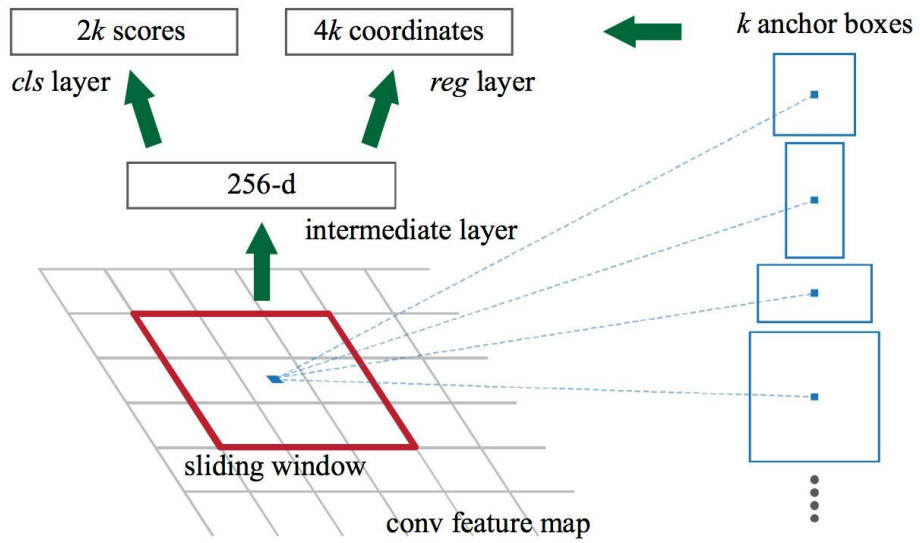 2k scores
4k coordinates
k anchor boxes
cls layer
reg layer
256-d
intermediate layer
sliding window
conv feature map